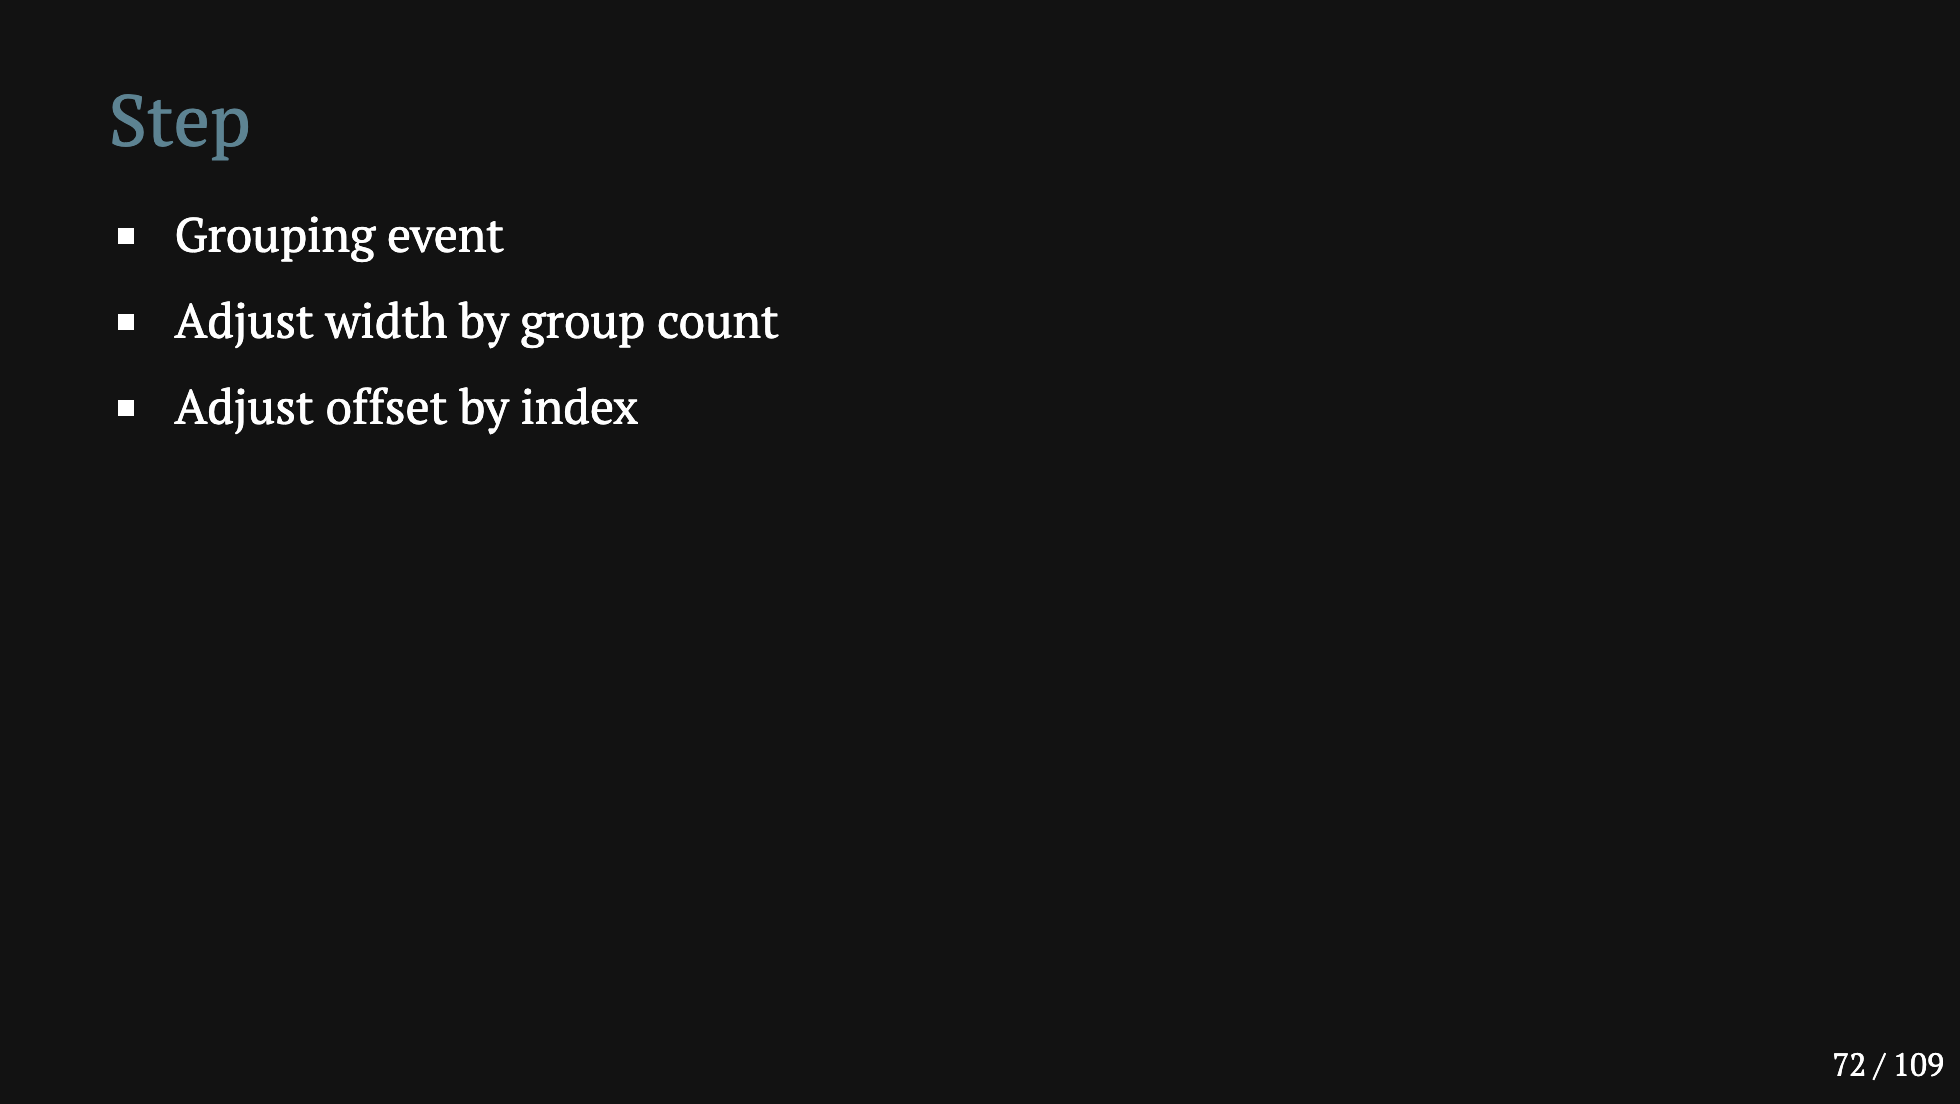 Step
Grouping event
Adjust width by group count
Adjust offset by index
72 / 109